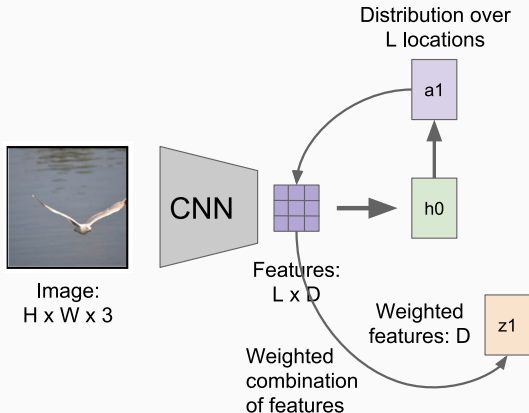 Distribution over
L locations
a1
CNN
h0
Features:
L x D
Image:
H x W x 3
Weighted
features: D
z1
Weighted
combination
of features